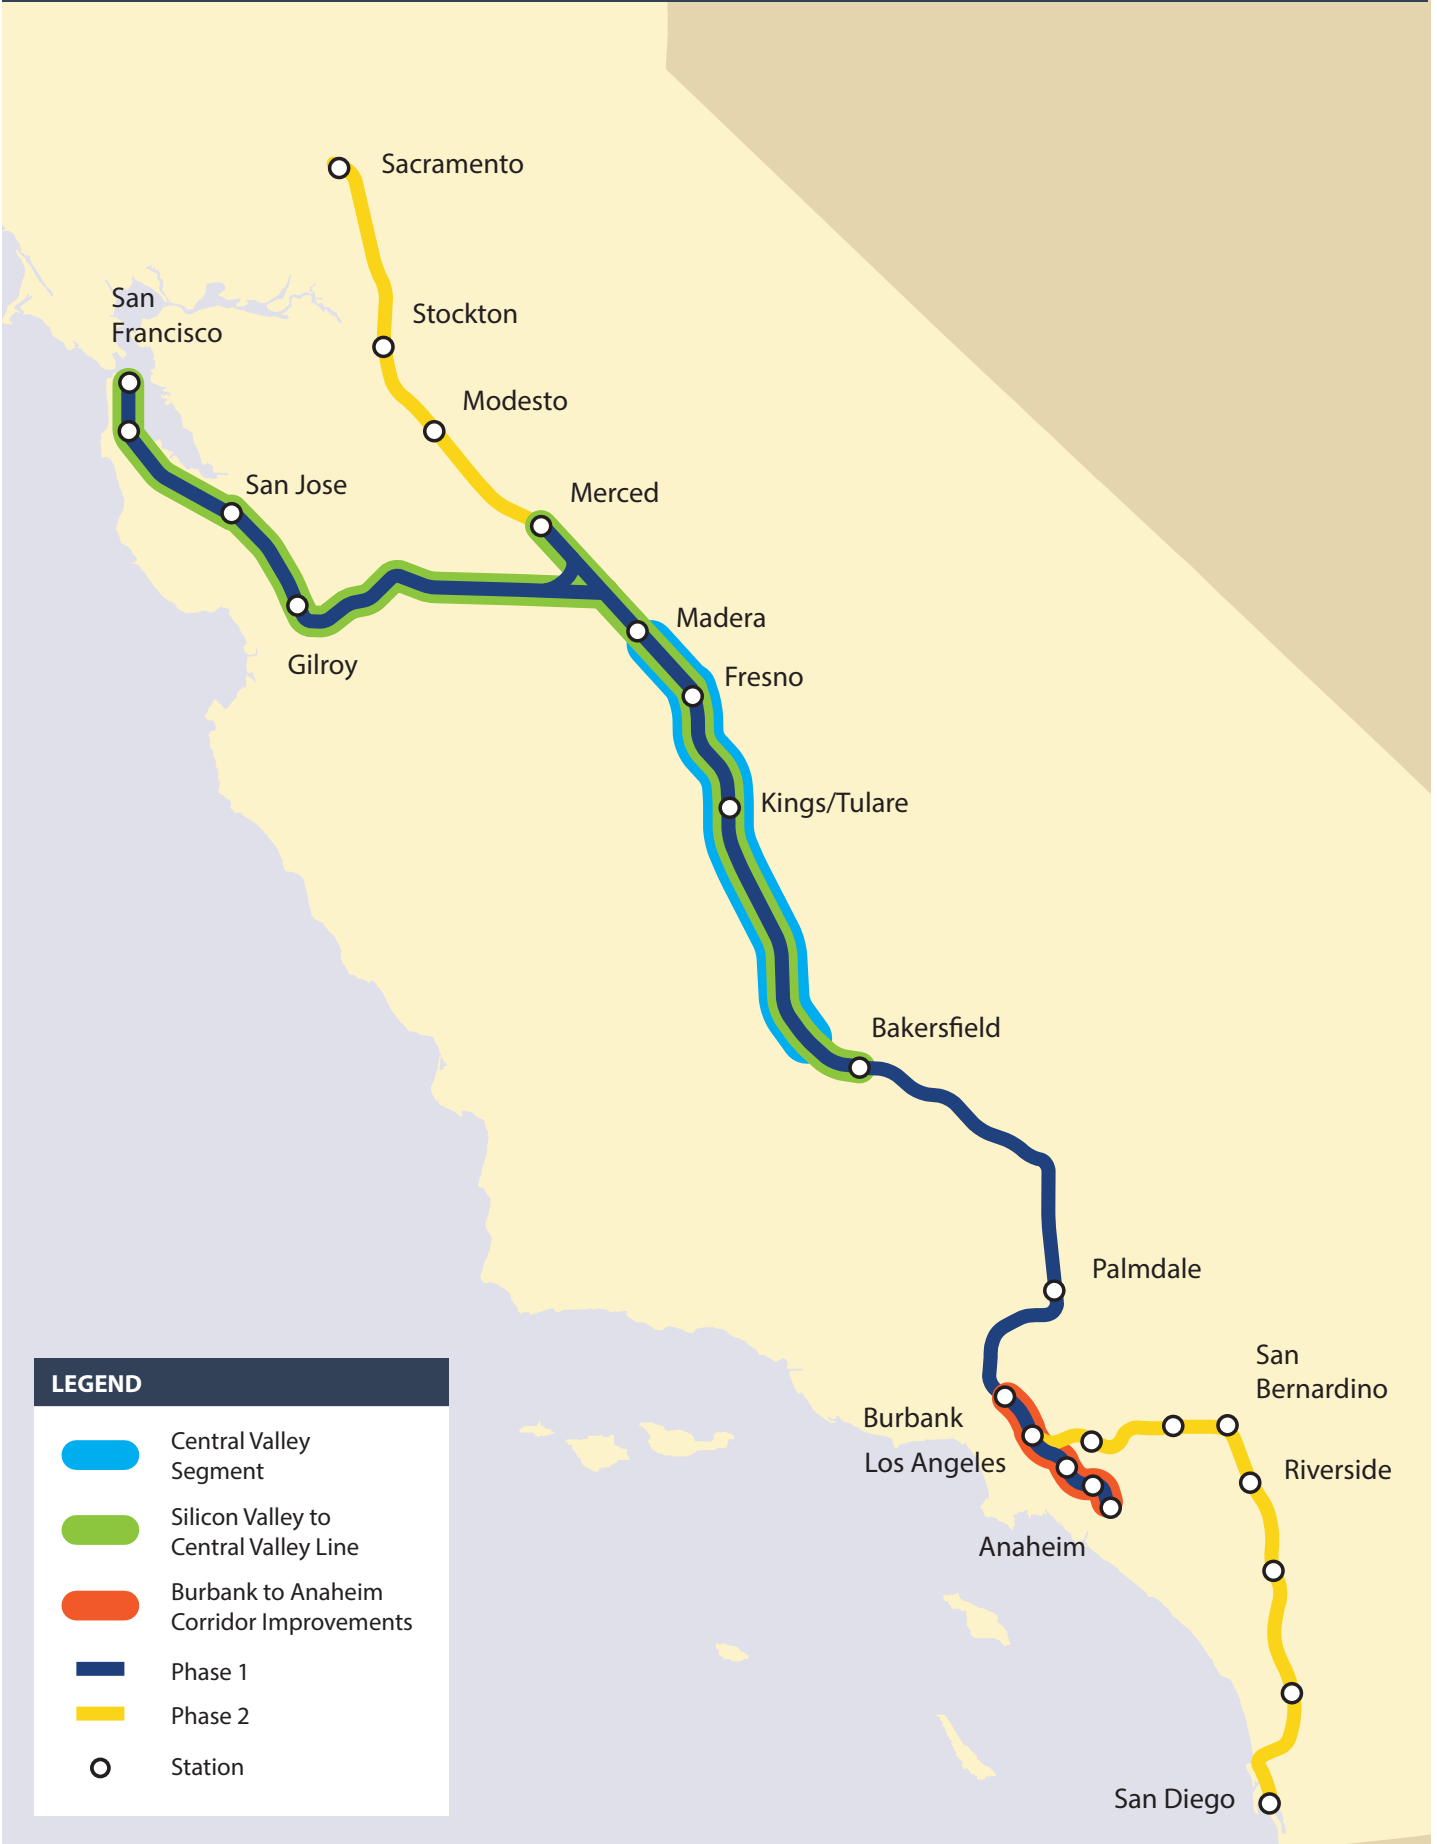 Sacramento
San
Francisco
Stockton
Modesto
San Jose
Merced
Madera
Gilroy
Fresno
Kings/Tulare
Bakersfield
Palmdale
San
Bernardino
Burbank
Los Angeles
Riverside
Anaheim
San Diego
LEGEND
Central Valley
Segment
Silicon Valley to
Central Valley Line
Burbank to Anaheim
Corridor Improvements
Phase 1
Phase 2
Station